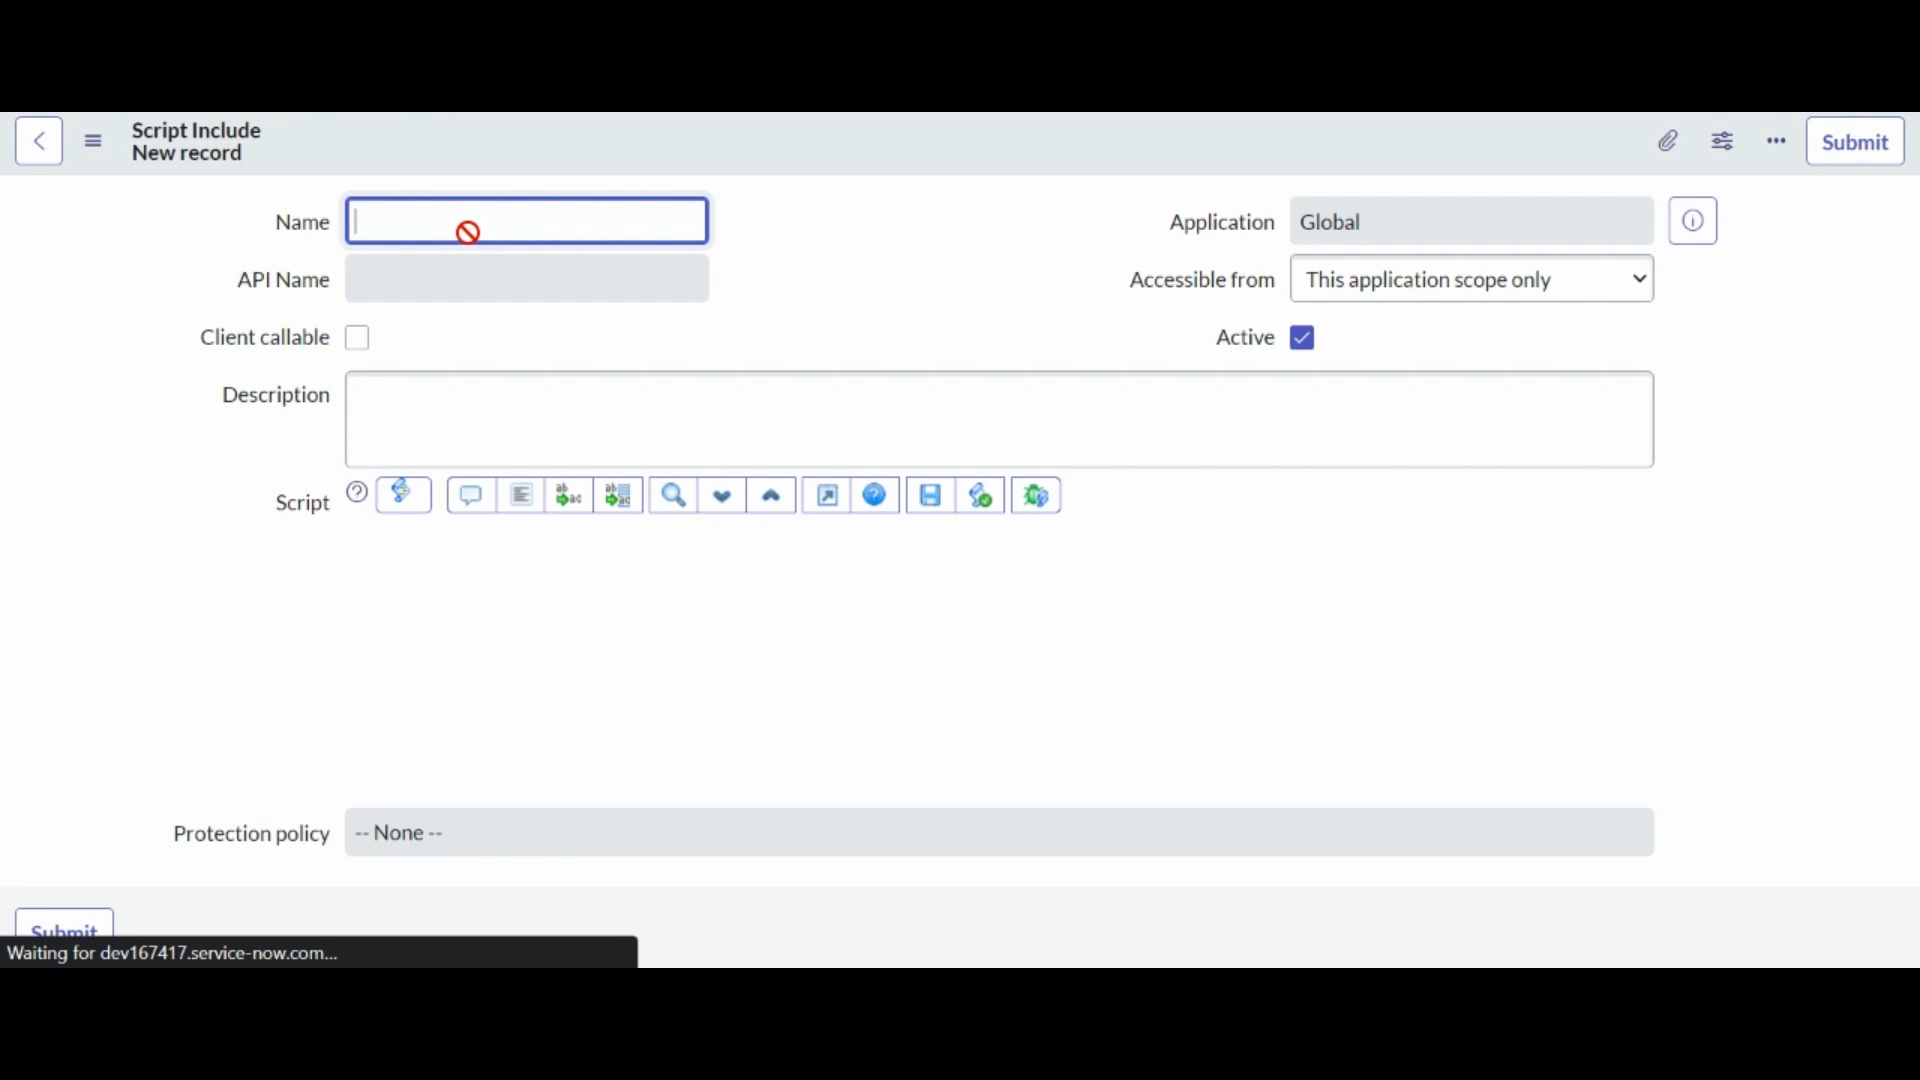 Script Include
New record
Submit
Name
Application
Global
API Name
Accessible from
This application scope only
Client callable
Active
Description
Script
Protection policy
-- None --
Submit
Waiting for dev167417.service-now.com...